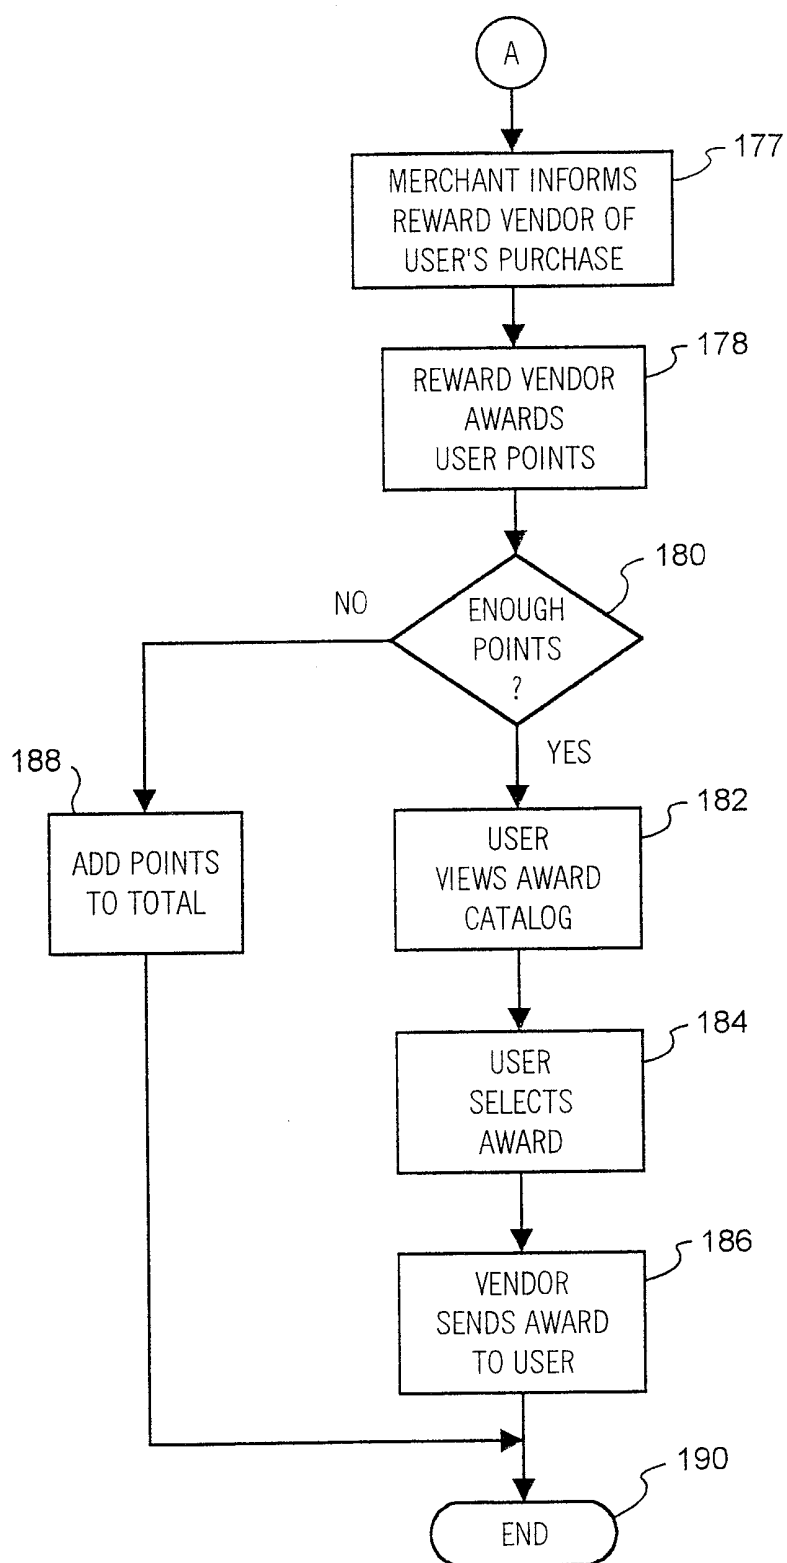 A
MERCHANT INFORMS
REWARD VENDOR OF
USER'S PURCHASE
177
REWARD VENDOR
AWARDS
USER POINTS
178
ENOUGH
POINTS
?
180
NO
YES
188
ADD POINTS
TO TOTAL
USER
VIEWS AWARD
CATALOG
182
USER
SELECTS
AWARD
184
VENDOR
SENDS AWARD
TO USER
186
END
190